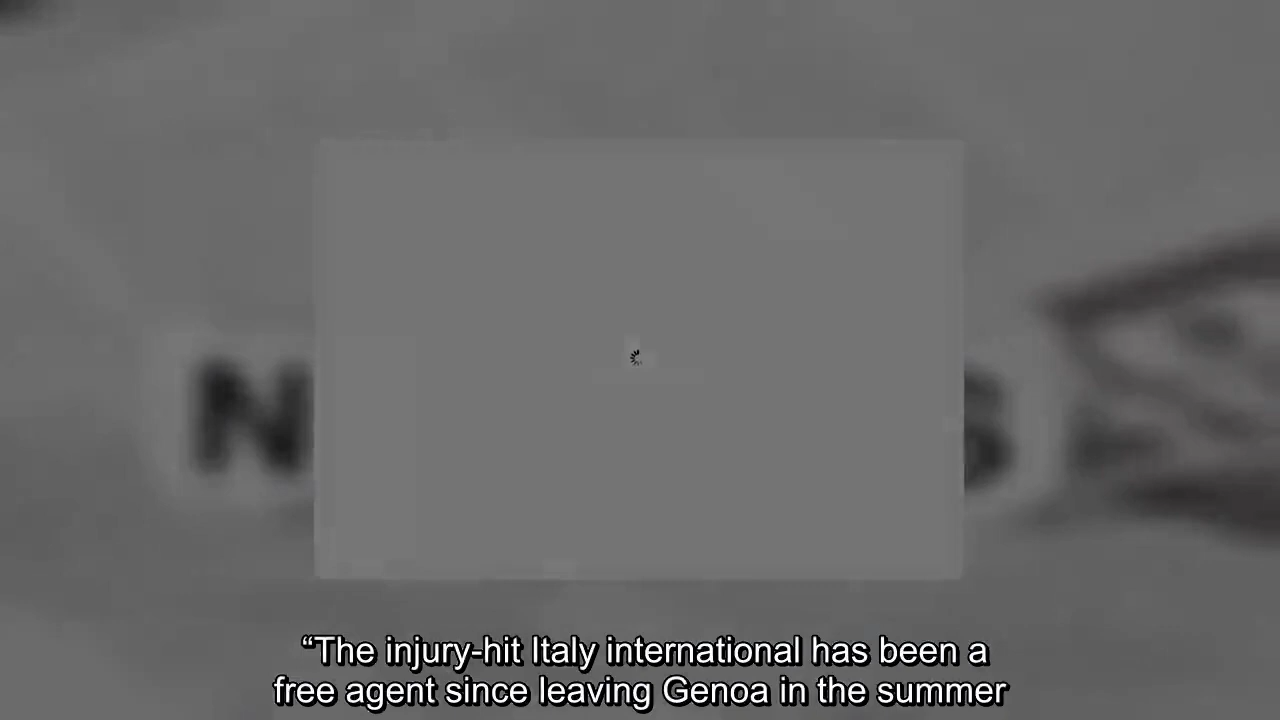 N
S
“The injury-hit Italy international has been a
free agent since leaving Genoa in the summer